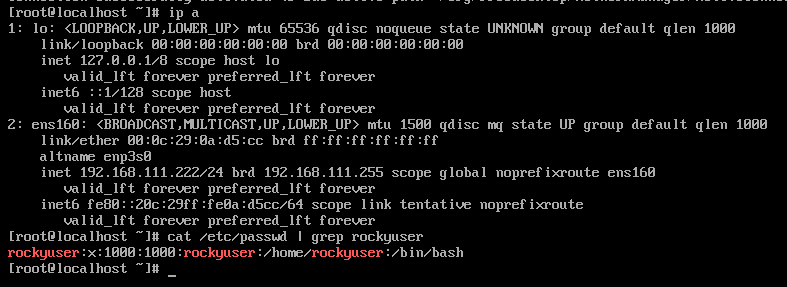 [root@localhost ~]# ip a
1: lo: <LOOPBACK,UP,LOWER_UP> mtu 65536 qdisc noqueue state UNKNOWN group default qlen 1000
    link/loopback 00:00:00:00:00:00 brd 00:00:00:00:00:00
    inet 127.0.0.1/8 scope host lo
       valid_lft forever preferred_lft forever
    inet6 ::1/128 scope host
       valid_lft forever preferred_lft forever
2: ens160: <BROADCAST,MULTICAST,UP,LOWER_UP> mtu 1500 qdisc mq state UP group default qlen 1000
    link/ether 00:0c:29:0a:d5:cc brd ff:ff:ff:ff:ff:ff
    altname enp3s0
    inet 192.168.111.222/24 brd 192.168.111.255 scope global noprefixroute ens160
       valid_lft forever preferred_lft forever
    inet6 fe80::20c:29ff:fe0a:d5cc/64 scope link tentative noprefixroute
       valid_lft forever preferred_lft forever
[root@localhost ~]# cat /etc/passwd | grep rockyuser
rockyuser:x:1000:1000:rockyuser:/home/rockyuser:/bin/bash
[root@localhost ~]# _